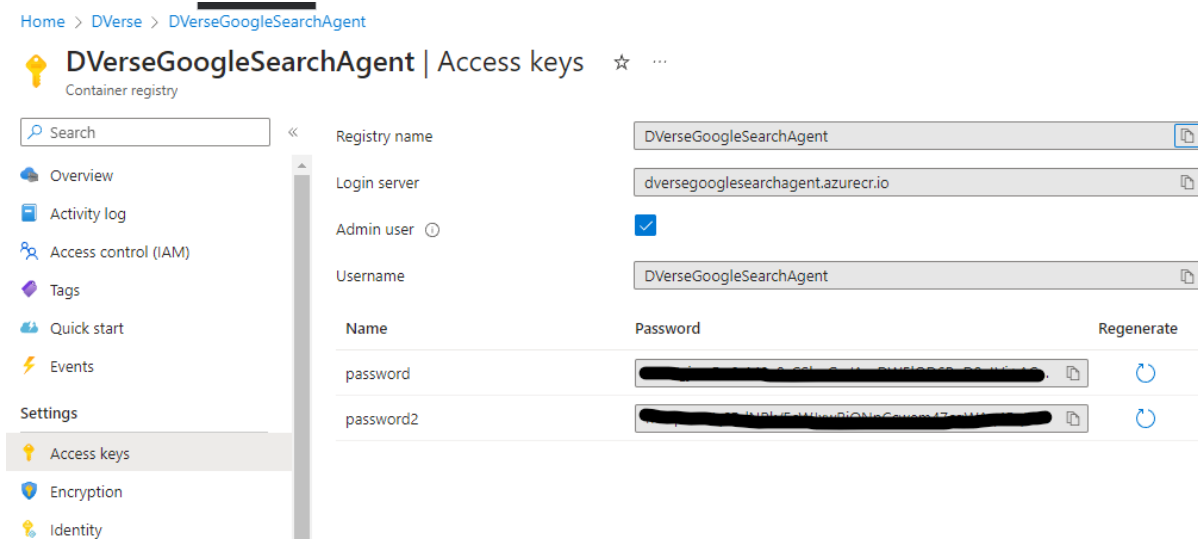 Home > DVerse > DVerseGoogleSearchAgent
DVerseGoogleSearchAgent | Access keys
Container registry
Search
Overview
Activity log
Access control (IAM)
Tags
Quick start
Events
Settings
Access keys
Encryption
Identity
Registry name DVerseGoogleSearchAgent
Login server dversegooglesearchagent.azurecr.io
Admin user
Username DVerseGoogleSearchAgent
Name Password Regenerate
password
password2